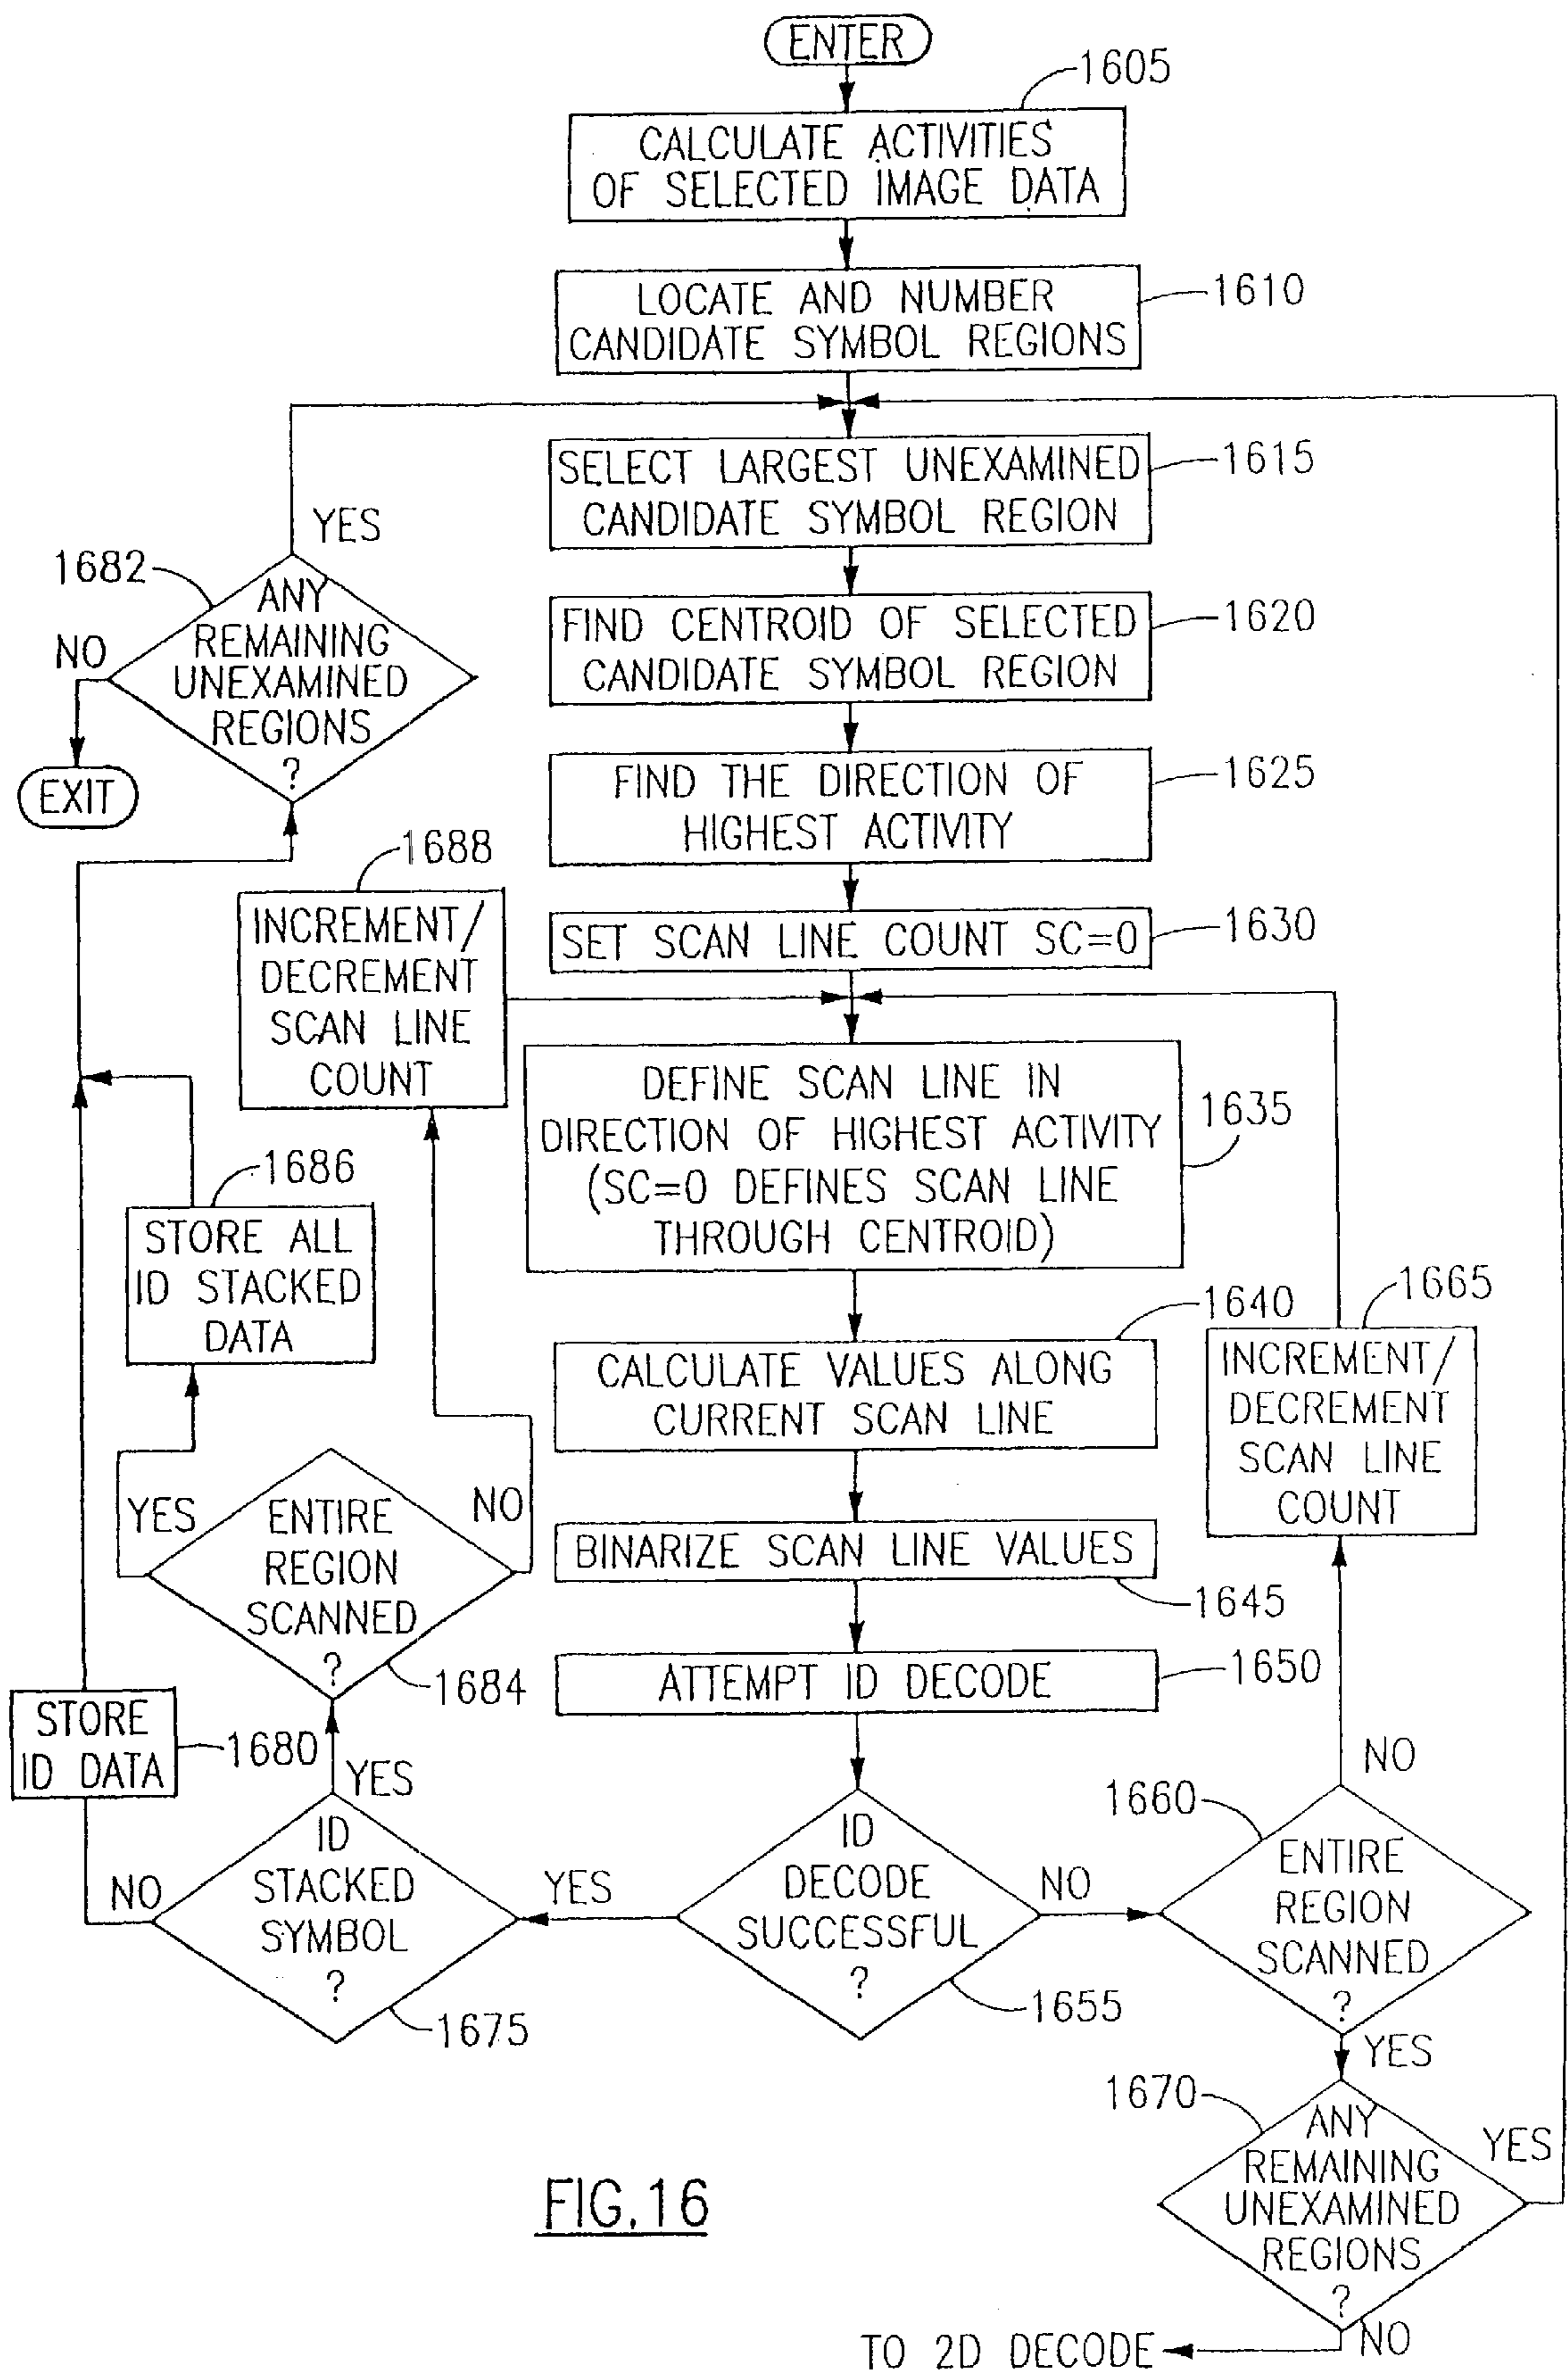 ENTER
1605
CALCULATE ACTIVITIES
OF SELECTED IMAGE DATA
LOCATE AND NUMBER
CANDIDATE SYMBOL REGIONS
1610
SELECT LARGEST UNEXAMINED
CANDIDATE SYMBOL REGION
1615
YES
1682
ANY
REMAINING
UNEXAMINED
REGIONS
?
NO
EXIT
FIND CENTROID OF SELECTED
CANDIDATE SYMBOL REGION
1620
FIND THE DIRECTION OF
HIGHEST ACTIVITY
1625
1688
INCREMENT/
DECREMENT
SCAN LINE
COUNT
SET SCAN LINE COUNT SC=0
1630
DEFINE SCAN LINE IN
DIRECTION OF HIGHEST ACTIVITY
(SC=0 DEFINES SCAN LINE
THROUGH CENTROID)
1635
1686
STORE ALL
ID STACKED
DATA
1640
CALCULATE VALUES ALONG
CURRENT SCAN LINE
1665
INCREMENT/
DECREMENT
SCAN LINE
COUNT
YES
ENTIRE
REGION
SCANNED
?
NO
1684
BINARIZE SCAN LINE VALUES
1645
ATTEMPT ID DECODE
1650
STORE
ID DATA
1680
YES
ID
STACKED
SYMBOL
?
NO
1675
YES
ID
DECODE
SUCCESSFUL
?
NO
1655
NO
1660
ENTIRE
REGION
SCANNED
?
YES
1670
ANY
REMAINING
UNEXAMINED
REGIONS
?
YES
NO
TO 2D DECODE
FIG.16